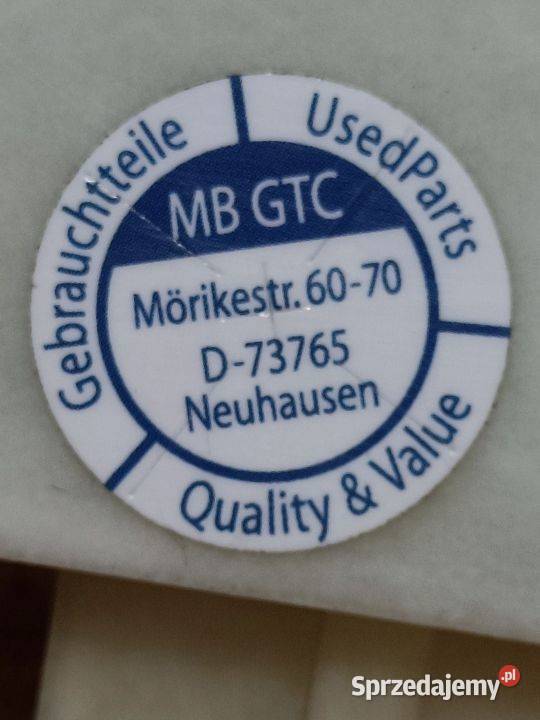 Gebrauchtteile
UsedParts
MB GTC
Mörikestr. 60-70
D-73765
Neuhausen
Quality & Value
Sprzedajemy.pl